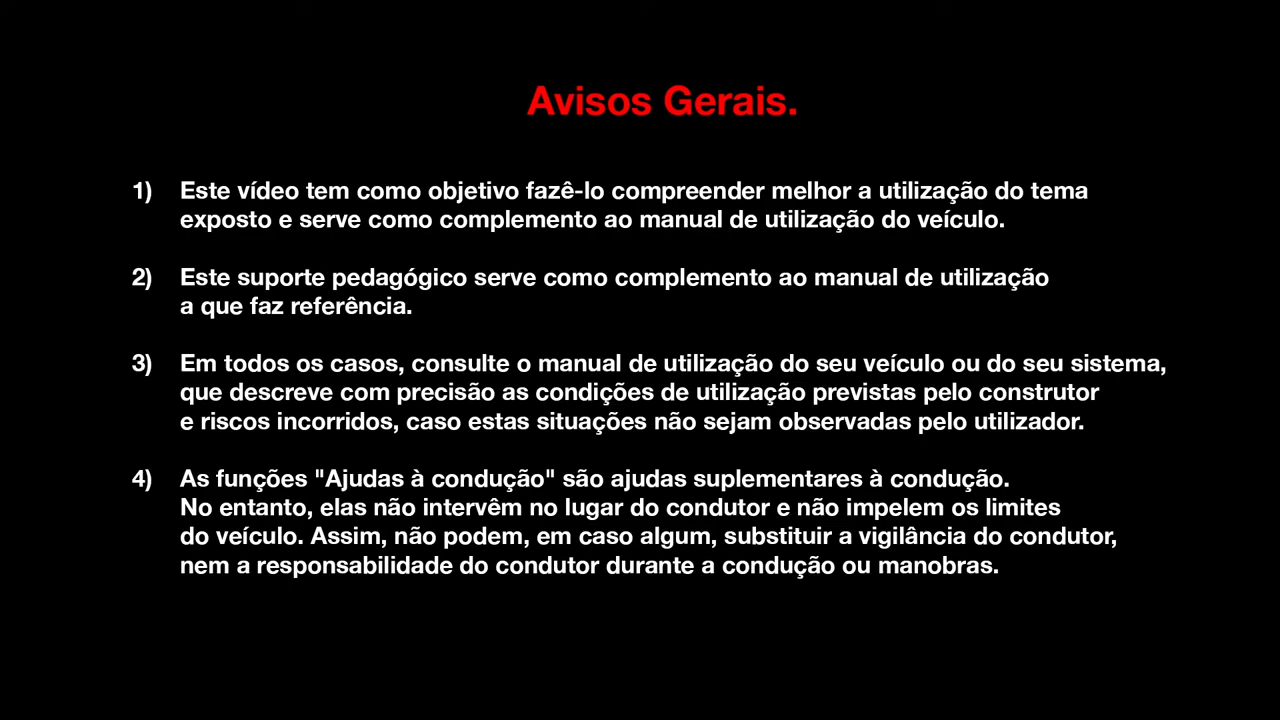 Avisos Gerais.
1) Este vídeo tem como objetivo fazê-lo compreender melhor a utilização do tema
exposto e serve como complemento ao manual de utilização do veículo.
2) Este suporte pedagógico serve como complemento ao manual de utilização
a que faz referência.
3) Em todos os casos, consulte o manual de utilização do seu veículo ou do seu sistema,
que descreve com precisão as condições de utilização previstas pelo construtor
e riscos incorridos, caso estas situações não sejam observadas pelo utilizador.
4) As funções "Ajudas à condução" são ajudas suplementares à condução.
No entanto, elas não intervêm no lugar do condutor e não impelem os limites
do veículo. Assim, não podem, em caso algum, substituir a vigilância do condutor,
nem a responsabilidade do condutor durante a condução ou manobras.